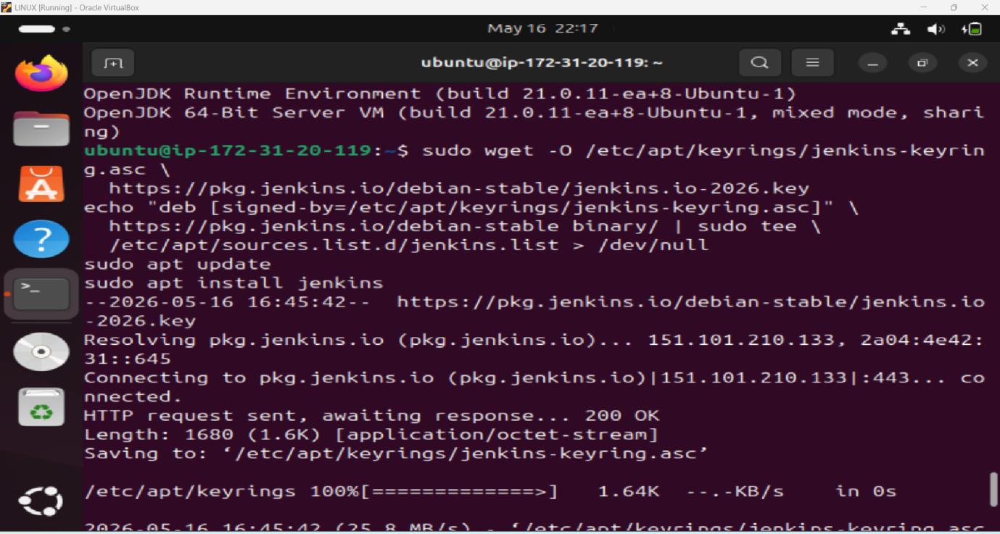 LINUX [Running] - Oracle VirtualBox
May 16 22:17
ubuntu@ip-172-31-20-119: ~
OpenJDK Runtime Environment (build 21.0.11-ea+8-Ubuntu-1)
OpenJDK 64-Bit Server VM (build 21.0.11-ea+8-Ubuntu-1, mixed mode, shari
ng)
ubuntu@ip-172-31-20-119:~$ sudo wget -O /etc/apt/keyrings/jenkins-keyrin
g.asc \
  https://pkg.jenkins.io/debian-stable/jenkins.io-2026.key
echo "deb [signed-by=/etc/apt/keyrings/jenkins-keyring.asc]" \
  https://pkg.jenkins.io/debian-stable binary/ | sudo tee \
  /etc/apt/sources.list.d/jenkins.list > /dev/null
sudo apt update
sudo apt install jenkins
--2026-05-16 16:45:42--  https://pkg.jenkins.io/debian-stable/jenkins.io
-2026.key
Resolving pkg.jenkins.io (pkg.jenkins.io)... 151.101.210.133, 2a04:4e42:
31::645
Connecting to pkg.jenkins.io (pkg.jenkins.io)|151.101.210.133|:443... co
nnected.
HTTP request sent, awaiting response... 200 OK
Length: 1680 (1.6K) [application/octet-stream]
Saving to: ‘/etc/apt/keyrings/jenkins-keyring.asc’
/etc/apt/keyrings 100%[=============>]   1.64K  --.-KB/s    in 0s
2026-05-16 16:45:42 (25.8 MB/s) - ‘/etc/apt/keyrings/jenkins-keyring.asc